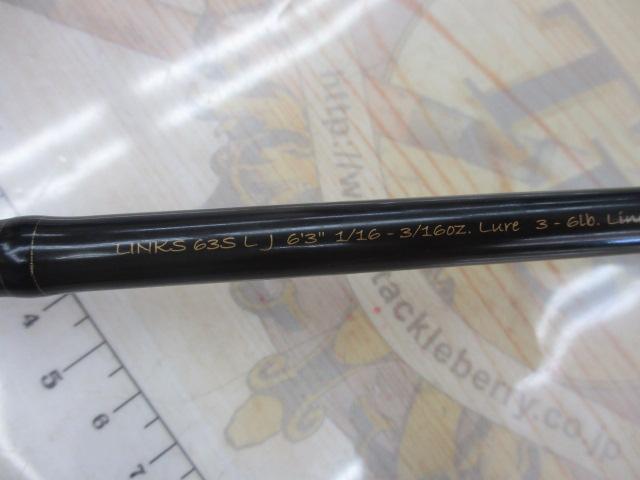 LINKS 63S L J 6'3" 1/16 - 3/16oz. Lure 3 - 6lb. Line
http://w
tackleberry.co.jp
4
5
6
7